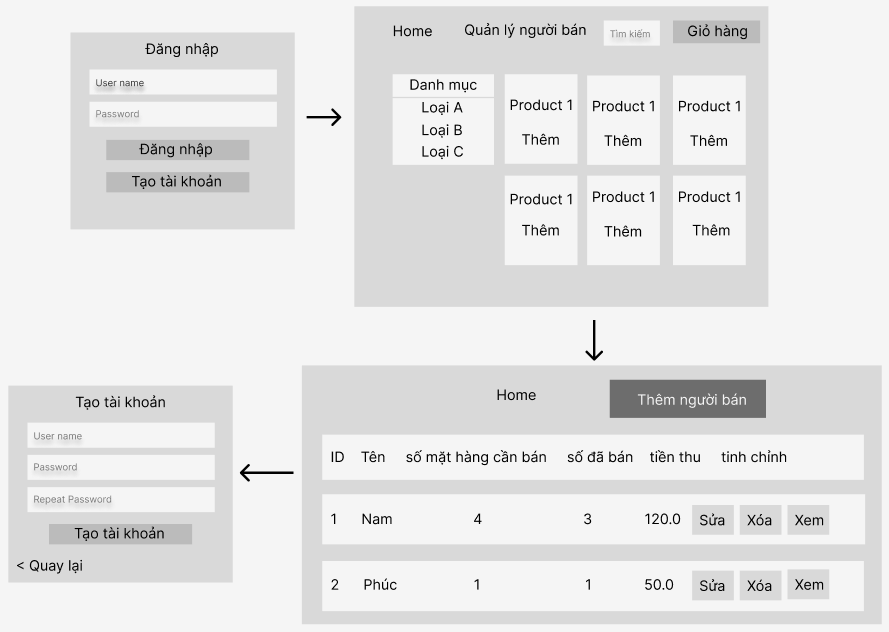 Đăng nhập
User name
Password
Đăng nhập
Tạo tài khoản
Home
Quản lý người bán
Tìm kiếm
Giỏ hàng
Danh mục
Loại A
Loại B
Loại C
Product 1
Thêm
Product 1
Thêm
Product 1
Thêm
Product 1
Thêm
Product 1
Thêm
Product 1
Thêm
Home
Thêm người bán
ID Tên số mặt hàng cần bán số đã bán tiền thu tinh chỉnh
1 Nam 4 3 120.0 Sửa Xóa Xem
2 Phúc 1 1 50.0 Sửa Xóa Xem
Tạo tài khoản
User name
Password
Repeat Password
Tạo tài khoản
< Quay lại